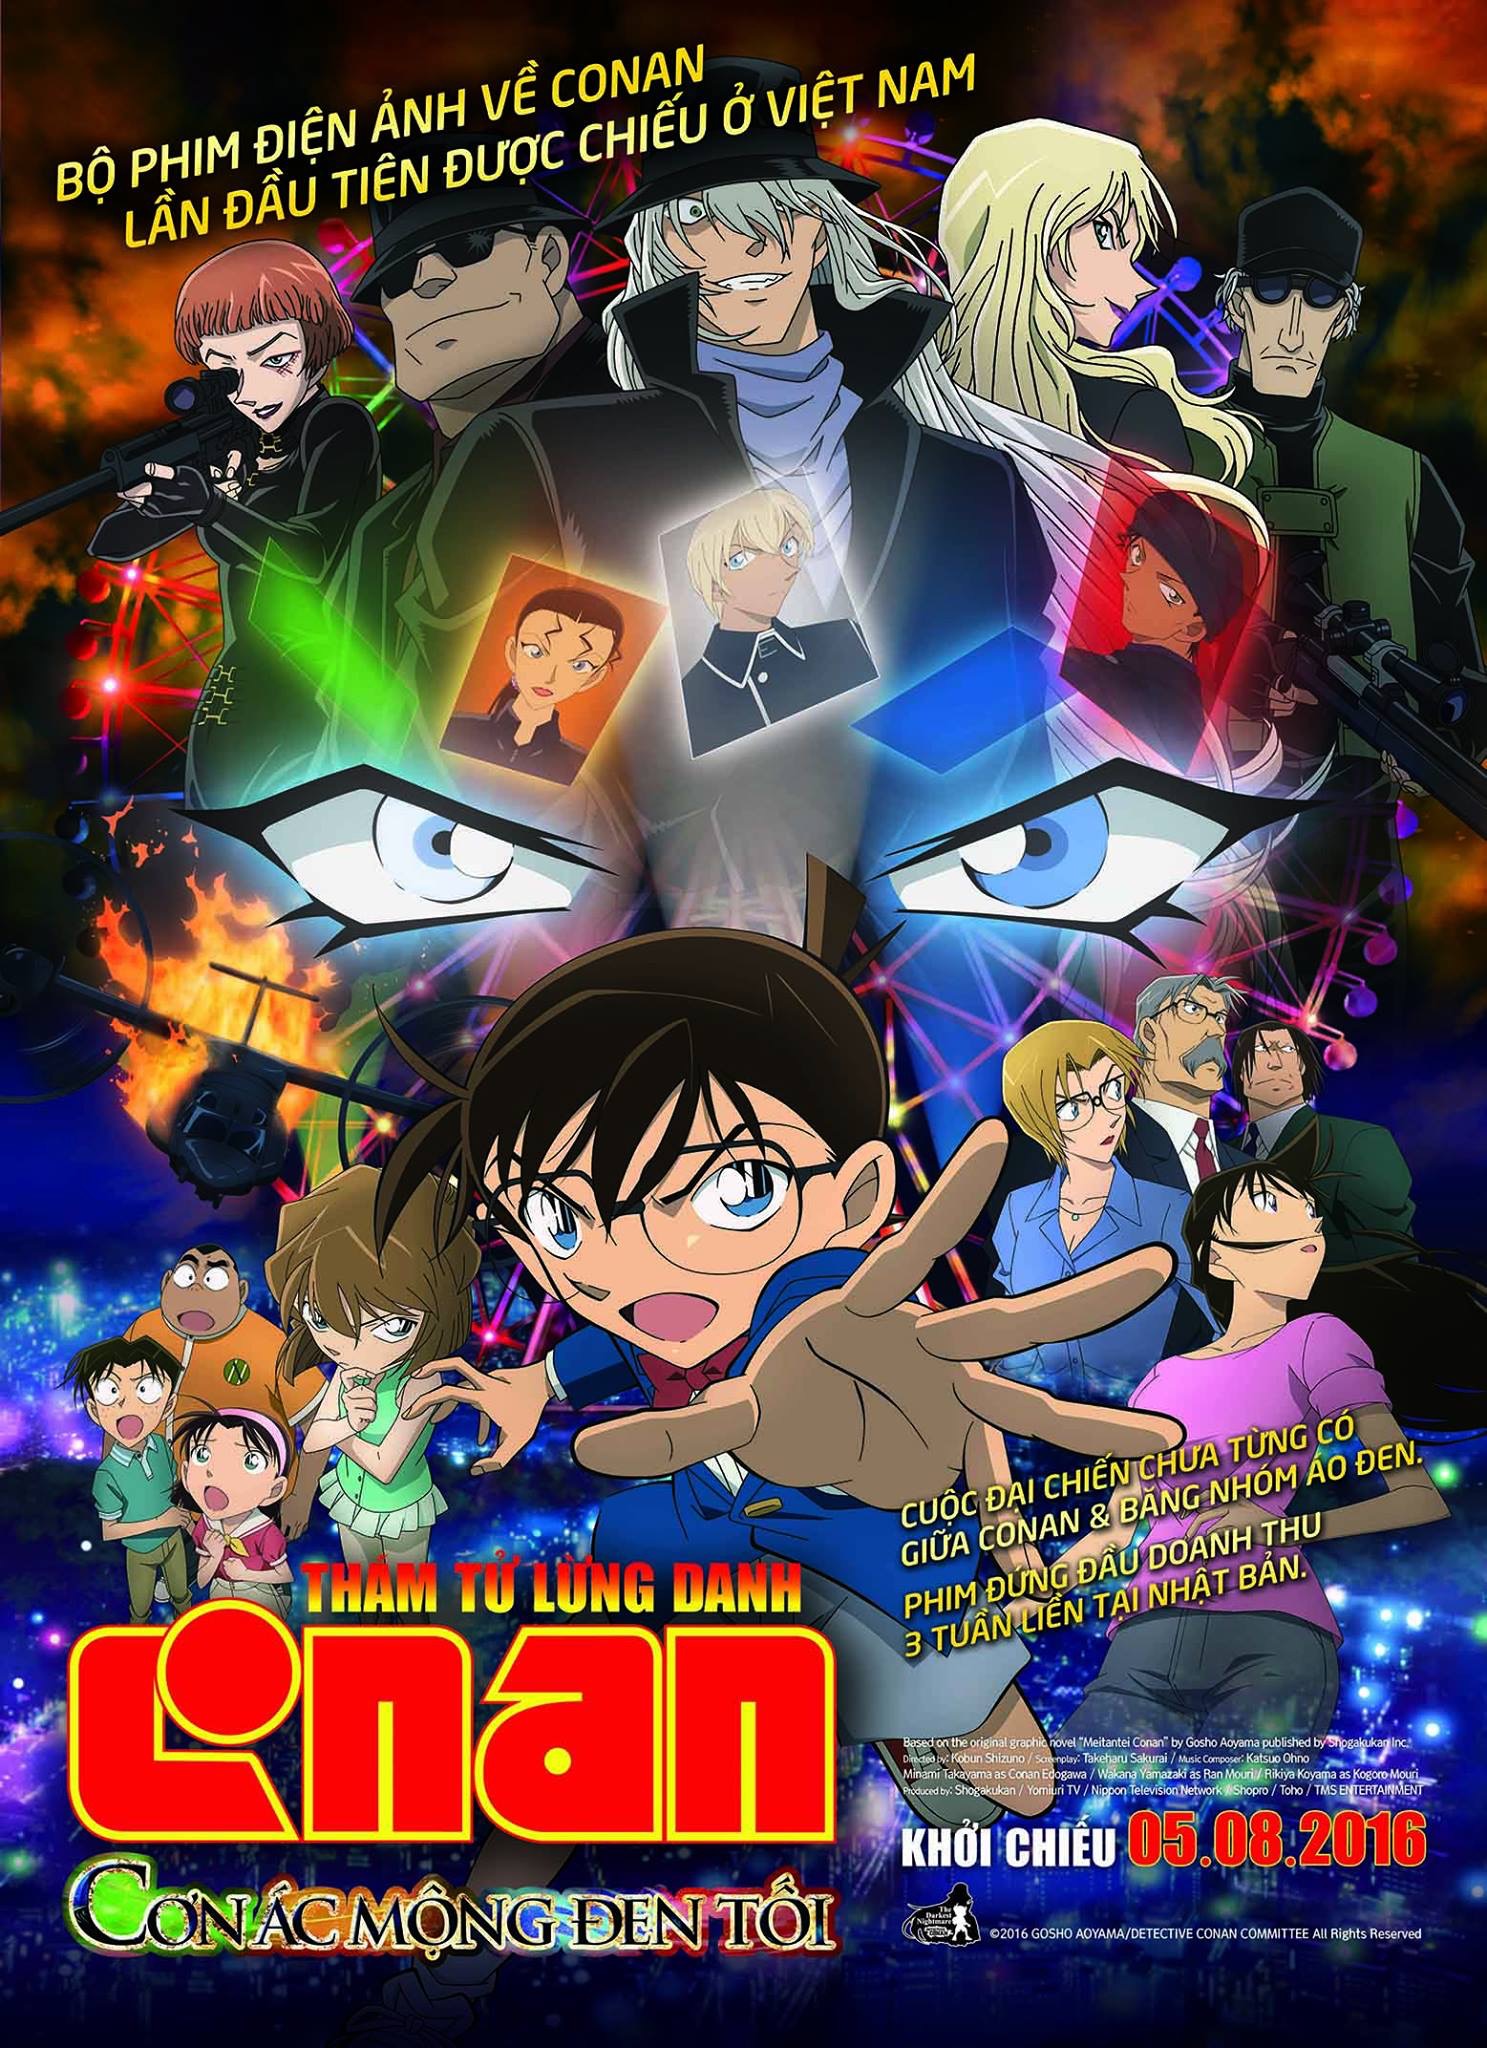 BỘ PHIM ĐIỆN ẢNH VỀ CONAN
LẦN ĐẦU TIÊN ĐƯỢC CHIẾU Ở VIỆT NAM
CUỘC ĐẠI CHIẾN CHƯA TỪNG CÓ
GIỮA CONAN & BĂNG NHÓM ÁO ĐEN.
PHIM ĐỨNG ĐẦU DOANH THU
3 TUẦN LIỀN TẠI NHẬT BẢN.
THÁM TỬ LỪNG DANH
CONAN
CƠN ÁC MỘNG ĐEN TỐI
Based on the original graphic novel "Meitantei Conan" by Gosho Aoyama published by Shogakukan Inc.
Directed by: Kobun Shizuno / Screenplay: Takeharu Sakurai / Music Composer: Katsuo Ohno
Minami Takayama as Conan Edogawa / Wakana Yamazaki as Ran Mouri / Rikiya Koyama as Kogoro Mouri
Produced by: Shogakukan / Yomiuri TV / Nippon Television Network / Shopro / Toho / TMS ENTERTAINMENT
KHỞI CHIẾU 05.08.2016
The
Darkest
Nightmare
©2016 GOSHO AOYAMA/DETECTIVE CONAN COMMITTEE All Rights Reserved